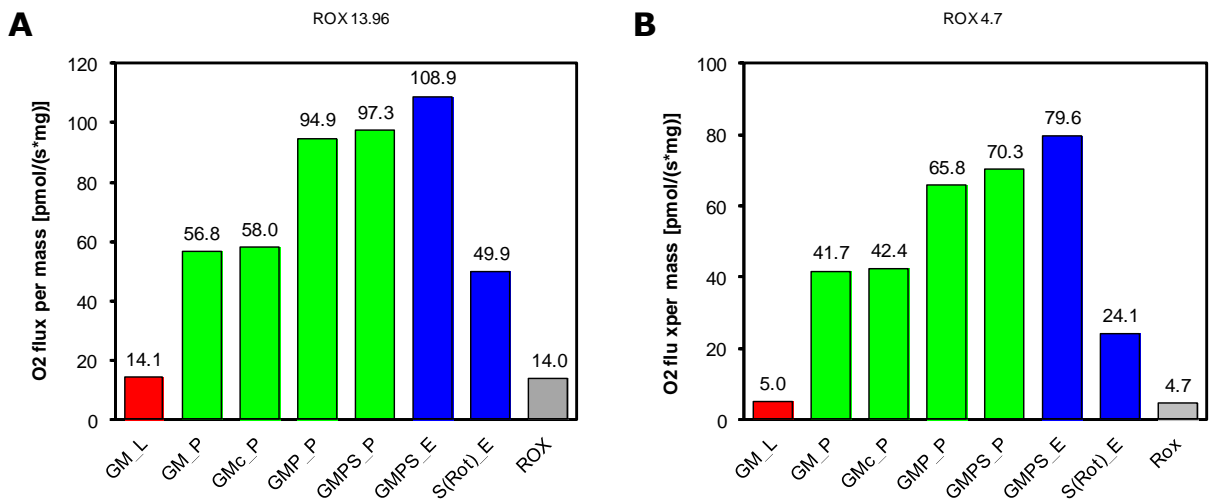 A
ROX 13.96
O2 flux per mass [pmol/(s*mg)]
120
100
80
60
40
20
0
14.1
56.8
58.0
94.9
97.3
108.9
49.9
14.0
GM_L
GM_P
GMc_P
GMP_P
GMPS_P
GMPS_E
S(Rot)_E
ROX
B
ROX 4.7
O2 flu xper mass [pmol/(s*mg)]
100
80
60
40
20
0
5.0
41.7
42.4
65.8
70.3
79.6
24.1
4.7
GM_L
GM_P
GMc_P
GMP_P
GMPS_P
GMPS_E
S(Rot)_E
Rox